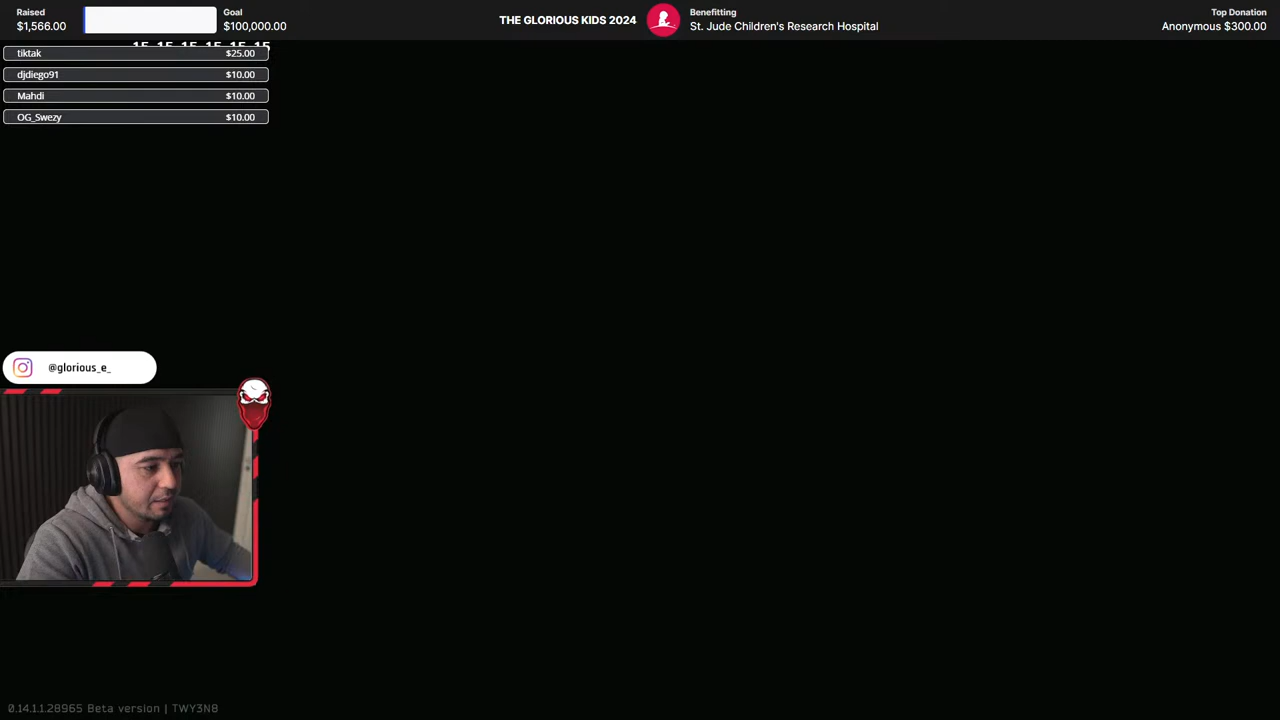 Raised
$1,566.00
Goal
$100,000.00
THE GLORIOUS KIDS 2024
Benefitting
St. Jude Children's Research Hospital
Top Donation
Anonymous $300.00
tiktak $25.00
djdiego91 $10.00
Mahdi $10.00
OG_Swezy $10.00
@glorious_e_
0.14.1.1.28965 Beta version | TWY3N8